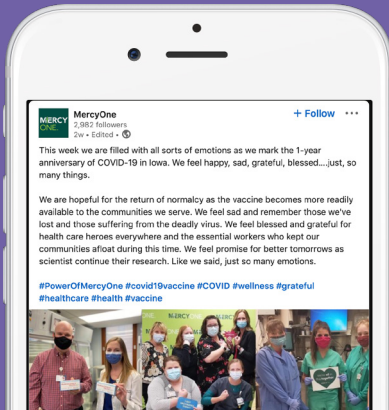 MERCY
ONE.
MercyOne
2,982 followers
2w • Edited •
+ Follow •••
This week we are filled with all sorts of emotions as we mark the 1-year
anniversary of COVID-19 in Iowa. We feel happy, sad, grateful, blessed....just, so
many things.
We are hopeful for the return of normalcy as the vaccine becomes more readily
available to the communities we serve. We feel sad and remember those we've
lost and those suffering from the deadly virus. We feel blessed and grateful for
health care heroes everywhere and the essential workers who kept our
communities afloat during this time. We feel promise for better tomorrows as
scientist continue their research. Like we said, just so many emotions.
#PowerOfMercyOne #covid19vaccine #COVID #wellness #grateful
#healthcare #health #vaccine
MERCY